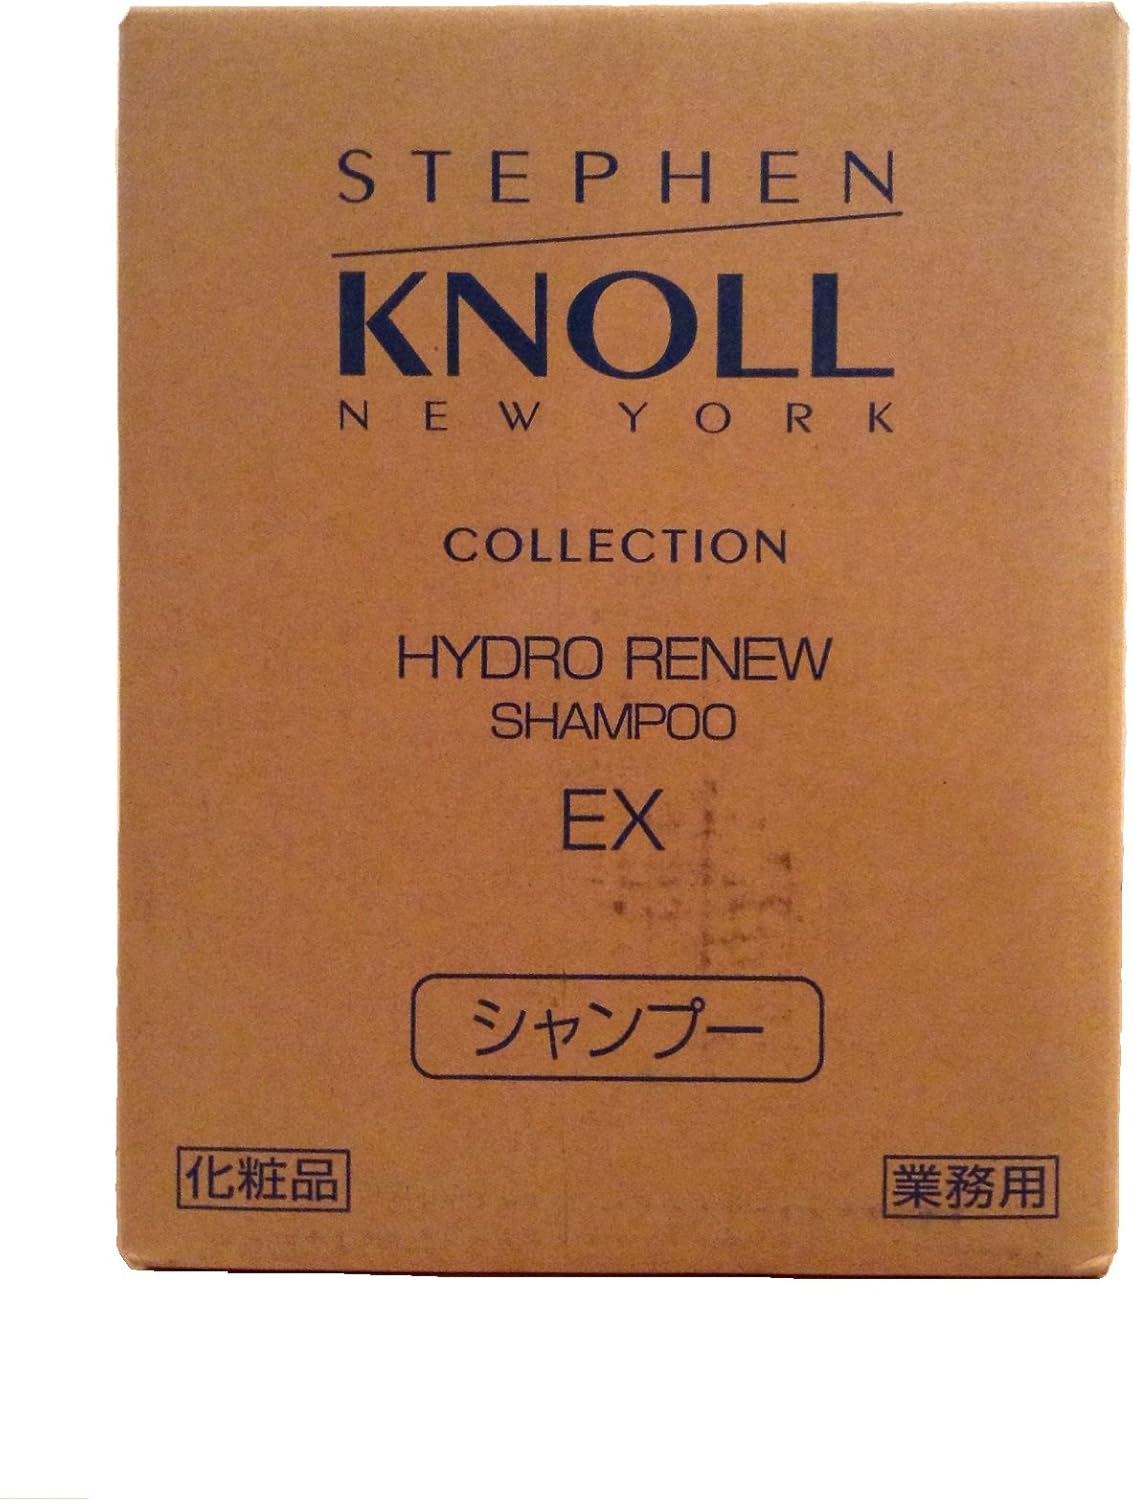 STEPHEN
KNOLL
NEW YORK
COLLECTION
HYDRO RENEW
SHAMPOO
EX
シャンプー
化粧品
業務用